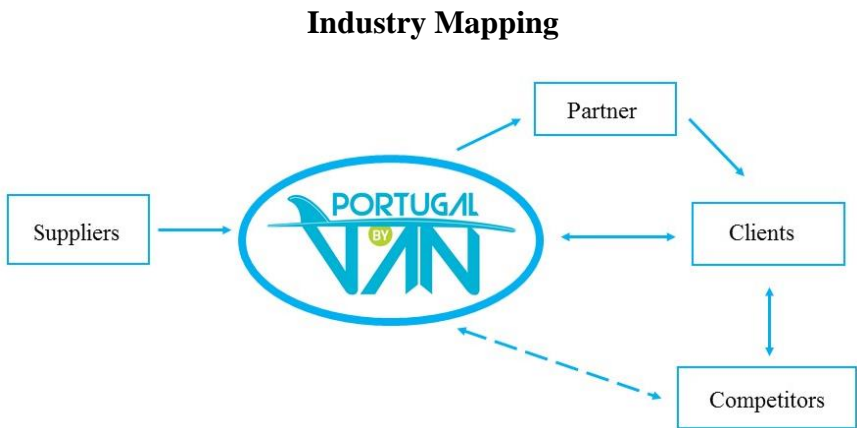 Industry Mapping
Partner
Suppliers
PORTUGAL
BY
VAN
Clients
Competitors